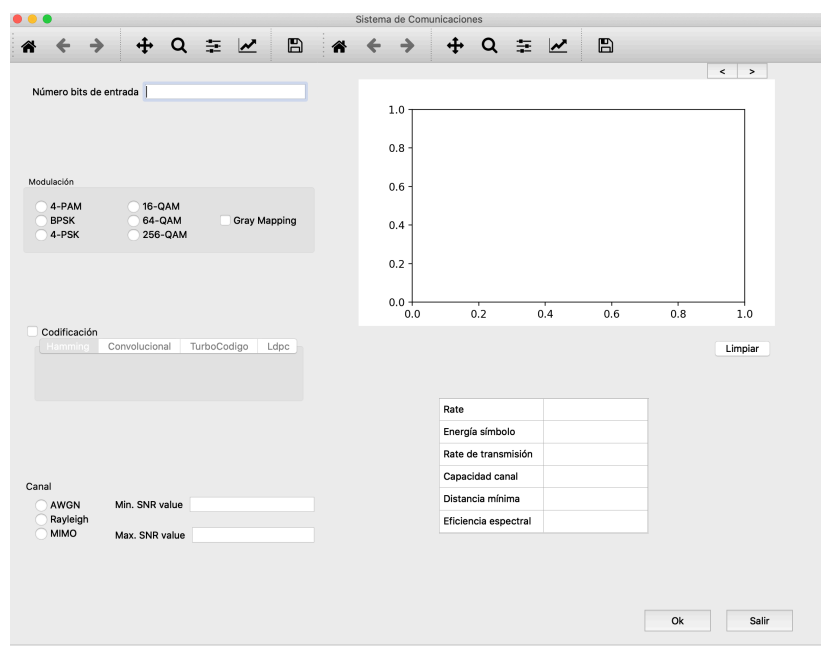 Sistema de Comunicaciones
< >
Número bits de entrada
1.0
0.8
0.6
0.4
0.2
0.0
0.0 0.2 0.4 0.6 0.8 1.0
Modulación
4-PAM 16-QAM
BPSK 64-QAM Gray Mapping
4-PSK 256-QAM
Codificación
Hamming Convolucional TurboCodigo Ldpc
Limpiar
Rate
Energía símbolo
Rate de transmisión
Capacidad canal
Distancia mínima
Eficiencia espectral
Canal
AWGN Min. SNR value
Rayleigh
MIMO Max. SNR value
Ok Salir